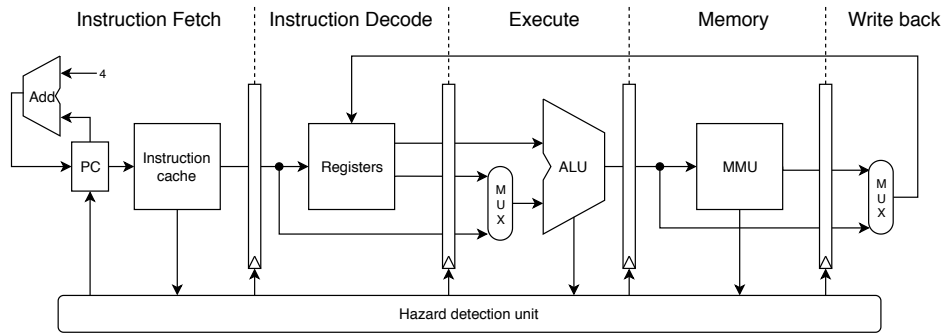 Instruction Fetch
Instruction Decode
Execute
Memory
Write back
4
Add
PC
Instruction
cache
Registers
M
U
X
ALU
MMU
M
U
X
Hazard detection unit